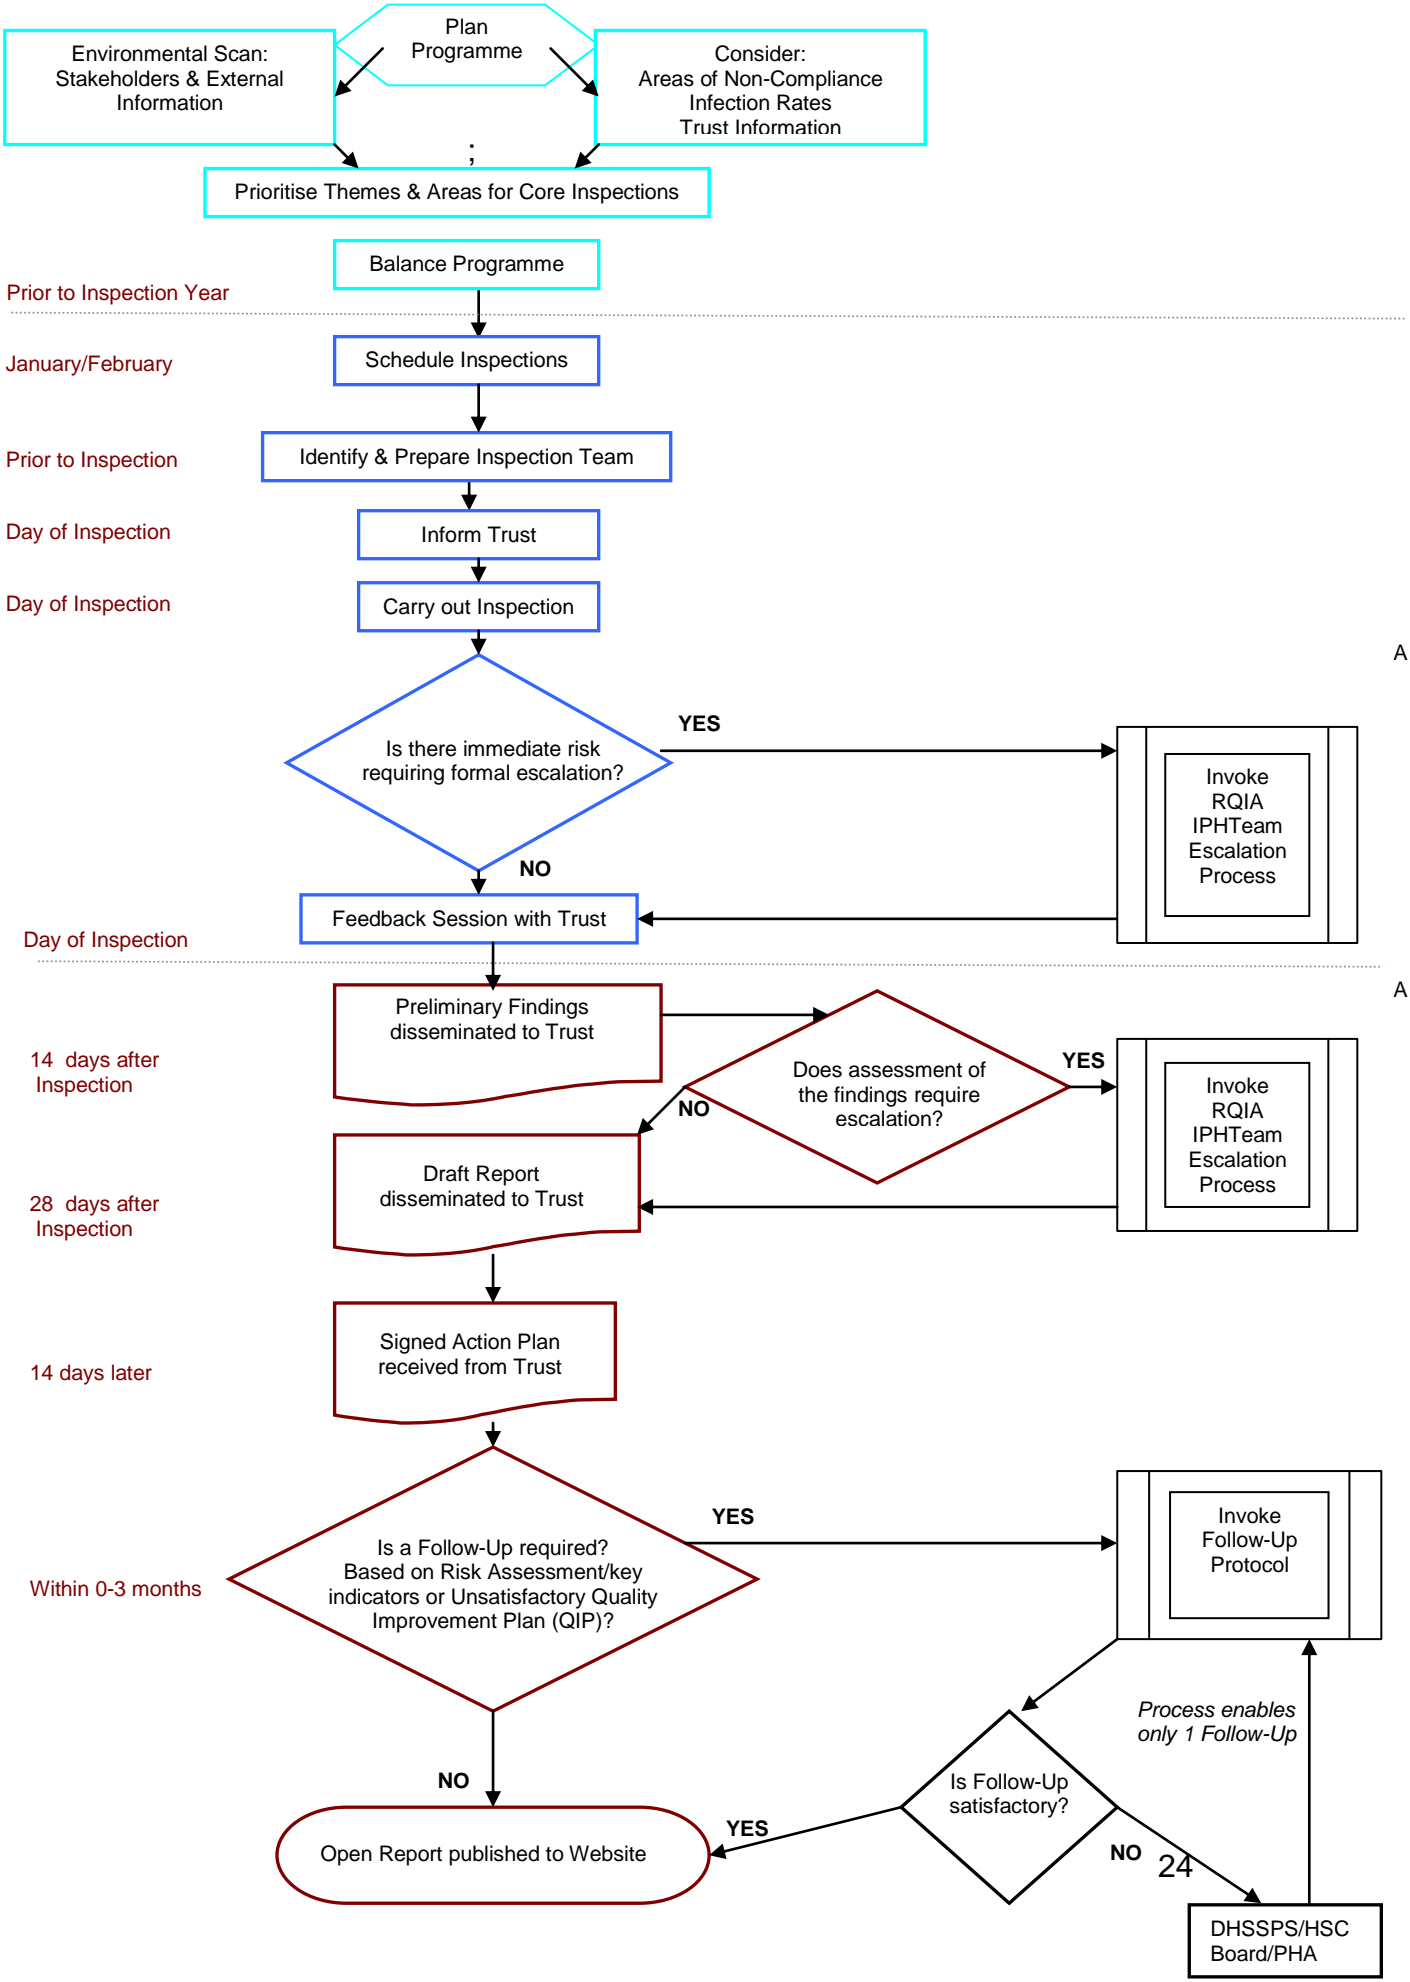 Plan
Programme
Environmental Scan:
Stakeholders & External
Information
Consider:
Areas of Non-Compliance
Infection Rates
Trust Information
;
Prioritise Themes & Areas for Core Inspections
Balance Programme
Prior to Inspection Year
January/February
Schedule Inspections
Prior to Inspection
Identify & Prepare Inspection Team
Day of Inspection
Inform Trust
Day of Inspection
Carry out Inspection
A
Is there immediate risk
requiring formal escalation?
YES
NO
Invoke
RQIA
IPHTeam
Escalation
Process
Feedback Session with Trust
Day of Inspection
A
Preliminary Findings
disseminated to Trust
14 days after
Inspection
Does assessment of
the findings require
escalation?
YES
NO
Invoke
RQIA
IPHTeam
Escalation
Process
Draft Report
disseminated to Trust
28 days after
Inspection
Signed Action Plan
received from Trust
14 days later
Is a Follow-Up required?
Based on Risk Assessment/key
indicators or Unsatisfactory Quality
Improvement Plan (QIP)?
Within 0-3 months
YES
NO
Invoke
Follow-Up
Protocol
Process enables
only 1 Follow-Up
Is Follow-Up
satisfactory?
YES
NO
24
Open Report published to Website
DHSSPS/HSC
Board/PHA